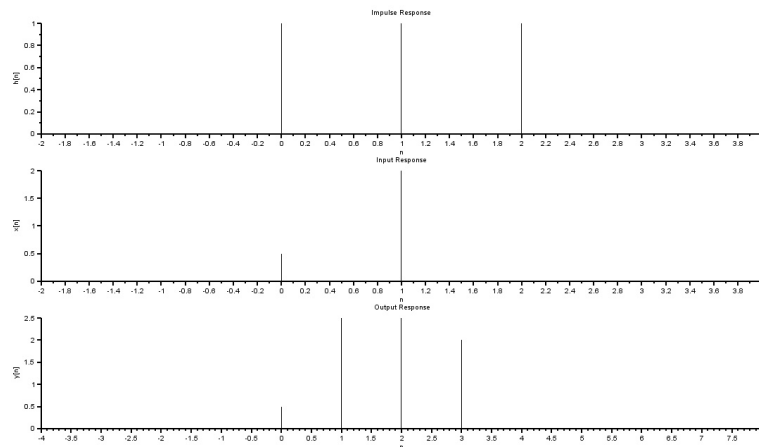 Impulse Response
1
0.8
0.6
0.4
0.2
0
h[n]
-2 -1.8 -1.6 -1.4 -1.2 -1 -0.8 -0.6 -0.4 -0.2 0 0.2 0.4 0.6 0.8 1 1.2 1.4 1.6 1.8 2 2.2 2.4 2.6 2.8 3 3.2 3.4 3.6 3.8
n
Input Response
2
1.5
1
0.5
0
x[n]
-2 -1.8 -1.6 -1.4 -1.2 -1 -0.8 -0.6 -0.4 -0.2 0 0.2 0.4 0.6 0.8 1 1.2 1.4 1.6 1.8 2 2.2 2.4 2.6 2.8 3 3.2 3.4 3.6 3.8
n
Output Response
2.5
2
1.5
1
0.5
0
y[n]
-4 -3.5 -3 -2.5 -2 -1.5 -1 -0.5 0 0.5 1 1.5 2 2.5 3 3.5 4 4.5 5 5.5 6 6.5 7 7.5
n